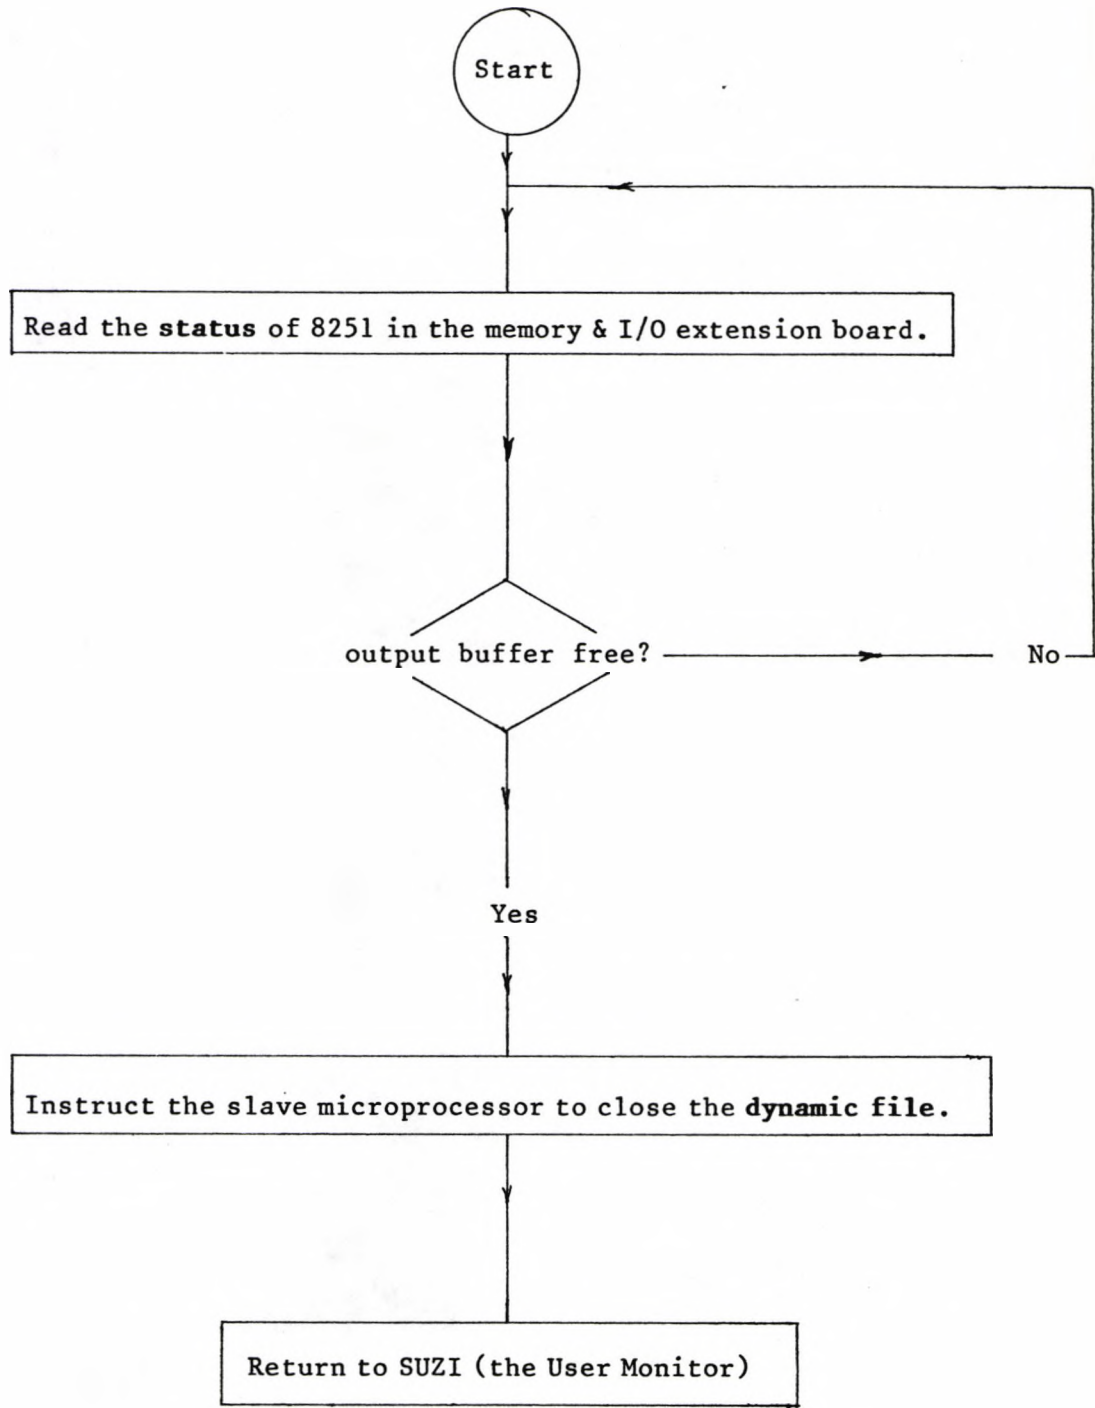 Start
Read the status of 8251 in the memory & I/O extension board.
output buffer free?
No
Yes
Instruct the slave microprocessor to close the dynamic file.
Return to SUZI (the User Monitor)